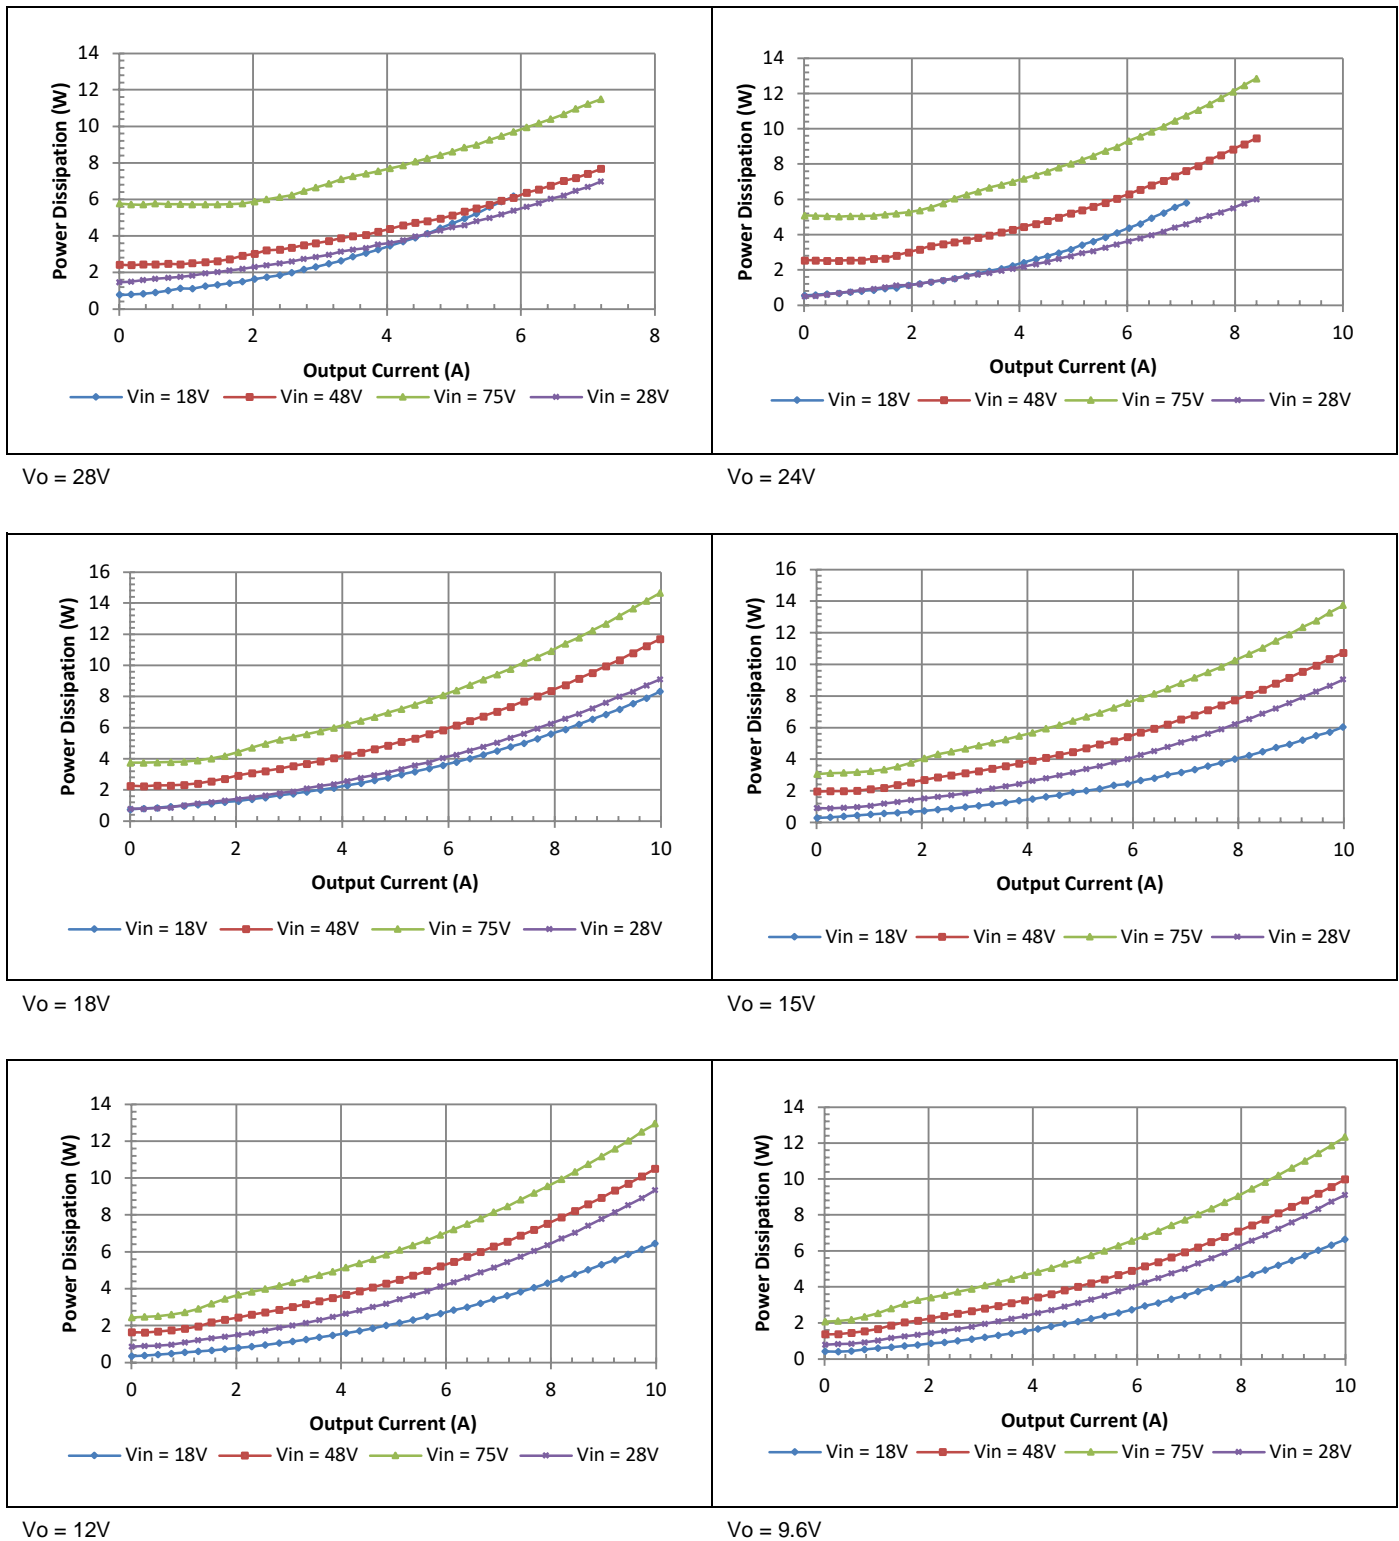 Power Dissipation (W)
14
12
10
8
6
4
2
0
0 2 4 6 8
Output Current (A)
Vin = 18V Vin = 48V Vin = 75V Vin = 28V
Power Dissipation (W)
14
12
10
8
6
4
2
0
0 2 4 6 8 10
Output Current (A)
Vin = 18V Vin = 48V Vin = 75V Vin = 28V
Vo = 28V
Vo = 24V
Power Dissipation (W)
16
14
12
10
8
6
4
2
0
0 2 4 6 8 10
Output Current (A)
Vin = 18V Vin = 48V Vin = 75V Vin = 28V
Power Dissipation (W)
16
14
12
10
8
6
4
2
0
0 2 4 6 8 10
Output Current (A)
Vin = 18V Vin = 48V Vin = 75V Vin = 28V
Vo = 18V
Vo = 15V
Power Dissipation (W)
14
12
10
8
6
4
2
0
0 2 4 6 8 10
Output Current (A)
Vin = 18V Vin = 48V Vin = 75V Vin = 28V
Power Dissipation (W)
14
12
10
8
6
4
2
0
0 2 4 6 8 10
Output Current (A)
Vin = 18V Vin = 48V Vin = 75V Vin = 28V
Vo = 12V
Vo = 9.6V